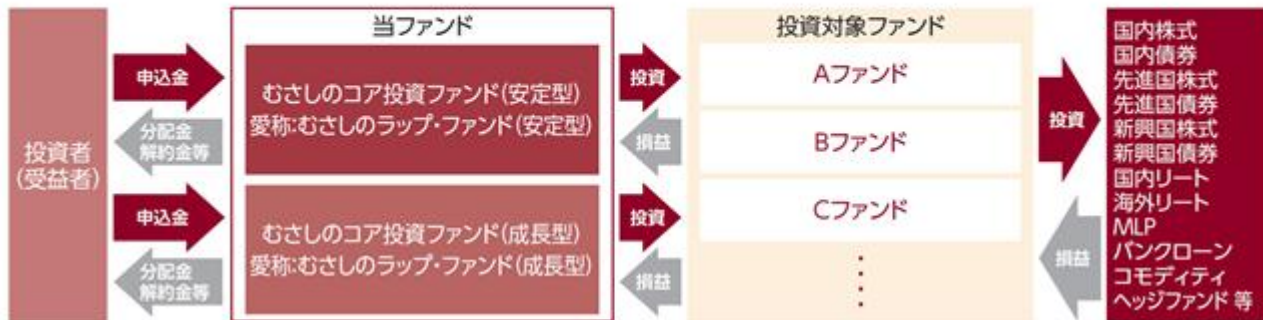 投資者
(受益者)
申込金
分配金
解約金等
申込金
分配金
解約金等
当ファンド
むさしのコア投資ファンド(安定型)
愛称:むさしのラップ・ファンド(安定型)
むさしのコア投資ファンド(成長型)
愛称:むさしのラップ・ファンド(成長型)
投資
損益
投資
損益
投資対象ファンド
Aファンド
Bファンド
Cファンド
投資
損益
国内株式
国内債券
先進国株式
先進国債券
新興国株式
新興国債券
国内リート
海外リート
MLP
バンクローン
コモディティ
ヘッジファンド 等